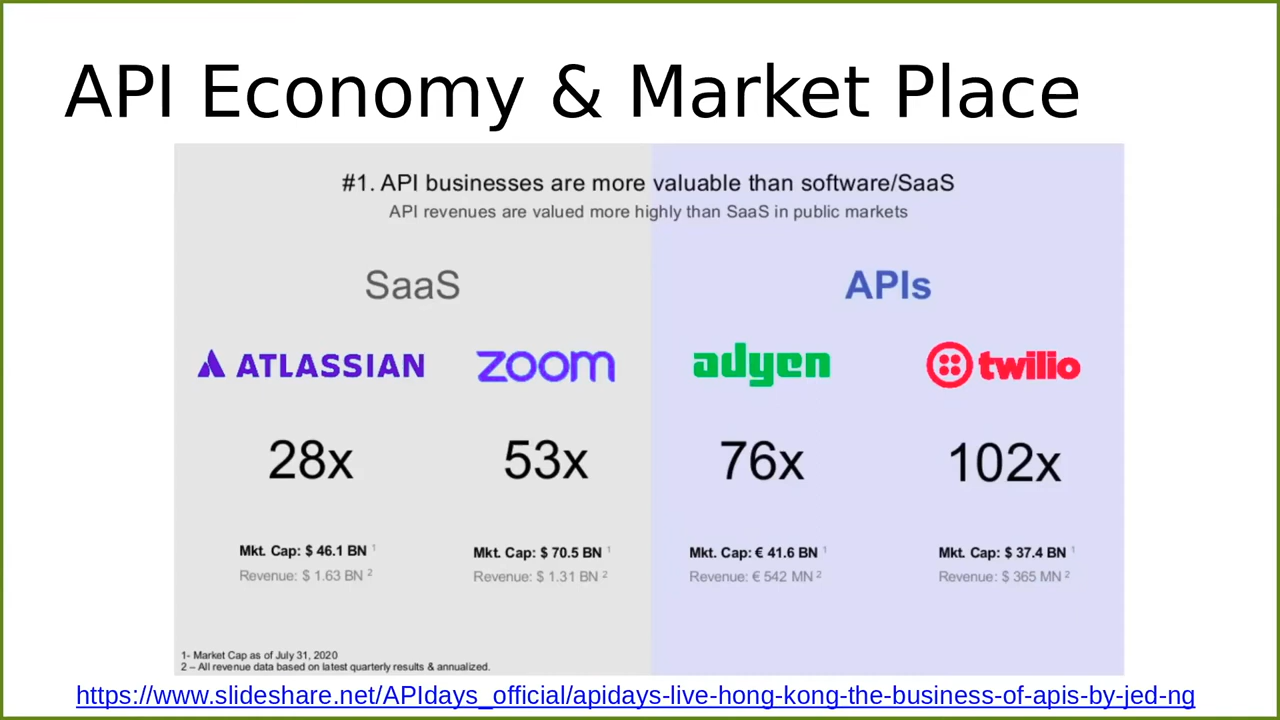 API Economy & Market Place
#1. API businesses are more valuable than software/SaaS
API revenues are valued more highly than SaaS in public markets
SaaS
APIs
ATLASSIAN
zoom
adyen
twilio
28x
53x
76x
102x
Mkt. Cap: $ 46.1 BN 1
Revenue: $ 1.63 BN 2
Mkt. Cap: $ 70.5 BN 1
Revenue: $ 1.31 BN 2
Mkt. Cap: € 41.6 BN 1
Revenue: € 542 MN 2
Mkt. Cap: $ 37.4 BN 1
Revenue: $ 365 MN 2
1- Market Cap as of July 31, 2020
2 – All revenue data based on latest quarterly results & annualized.
https://www.slideshare.net/APIdays_official/apidays-live-hong-kong-the-business-of-apis-by-jed-ng